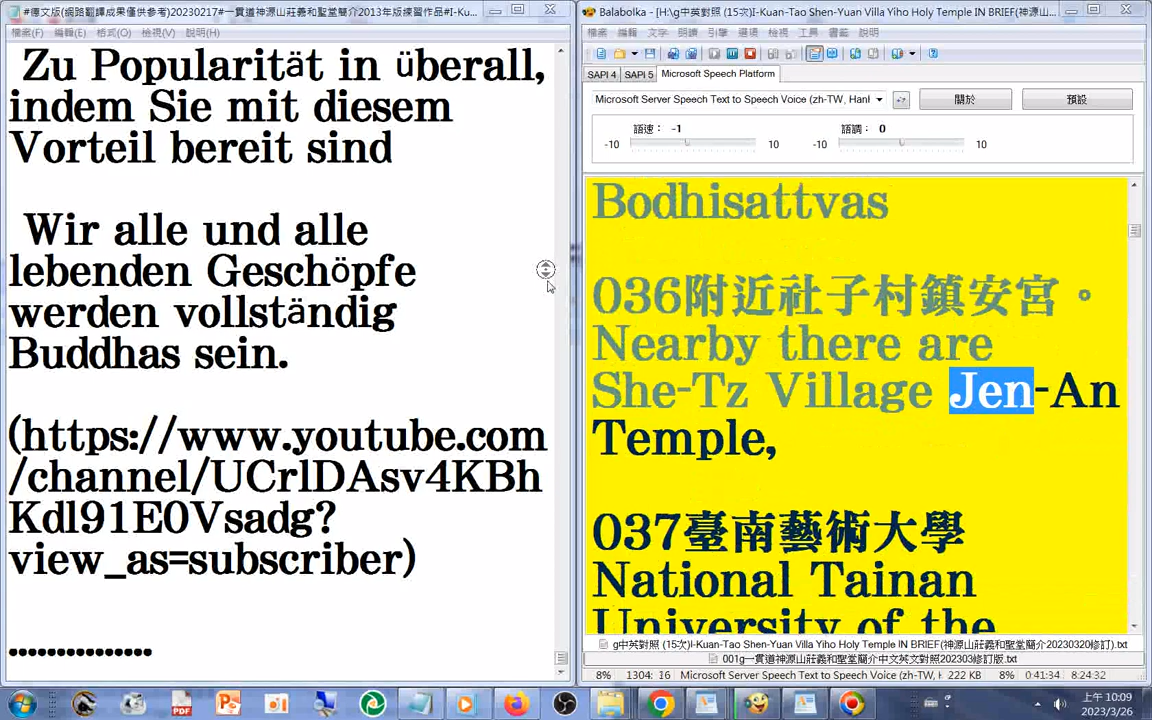 #德文版(網路翻譯成果僅供參考)20230217#一貫道神源山莊義和聖堂簡介2013年版練習作品#I-Ku...
檔案(F) 編輯(E) 格式(O) 檢視(V) 說明(H)
Zu Popularität in überall,
indem Sie mit diesem
Vorteil bereit sind
Wir alle und alle
lebenden Geschöpfe
werden vollständig
Buddhas sein.
(https://www.youtube.com
/channel/UCrlDAsv4KBh
Kdl91E0Vsadg?
view_as=subscriber)
...............
Balabolka - [H:\g中英對照 (15次)I-Kuan-Tao Shen-Yuan Villa Yiho Holy Temple IN BRIEF(神源山...
檔案 編輯 文字 朗讀 引擎 選項 檢視 工具 書籤 說明
SAPI 4 SAPI 5 Microsoft Speech Platform
Microsoft Server Speech Text to Speech Voice (zh-TW, Hanl 關於 預設
語速： -1 語調： 0
-10 10 -10 10
Bodhisattvas
036附近社子村鎮安宮。
Nearby there are
She-Tz Village Jen-An
Temple,
037臺南藝術大學
National Tainan
University of the
g中英對照 (15次)I-Kuan-Tao Shen-Yuan Villa Yiho Holy Temple IN BRIEF(神源山莊義和聖堂簡介20230320修訂).txt
001g一貫道神源山莊義和聖堂簡介中文英文對照202303修訂版.txt
8% 1304: 16 Microsoft Server Speech Text to Speech Voice (zh-TW, H 222 KB 8% 0:41:34 8:24:32
上午 10:09
2023/3/26